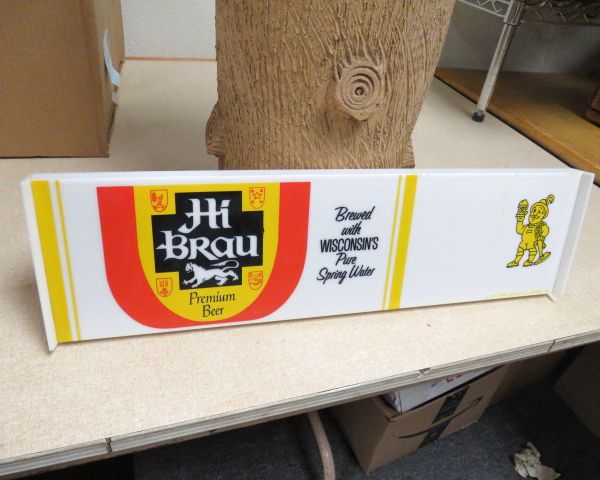 Hi
BRau
Premium
Beer
Brewed
with
WISCONSIN'S
Pure
Spring Water